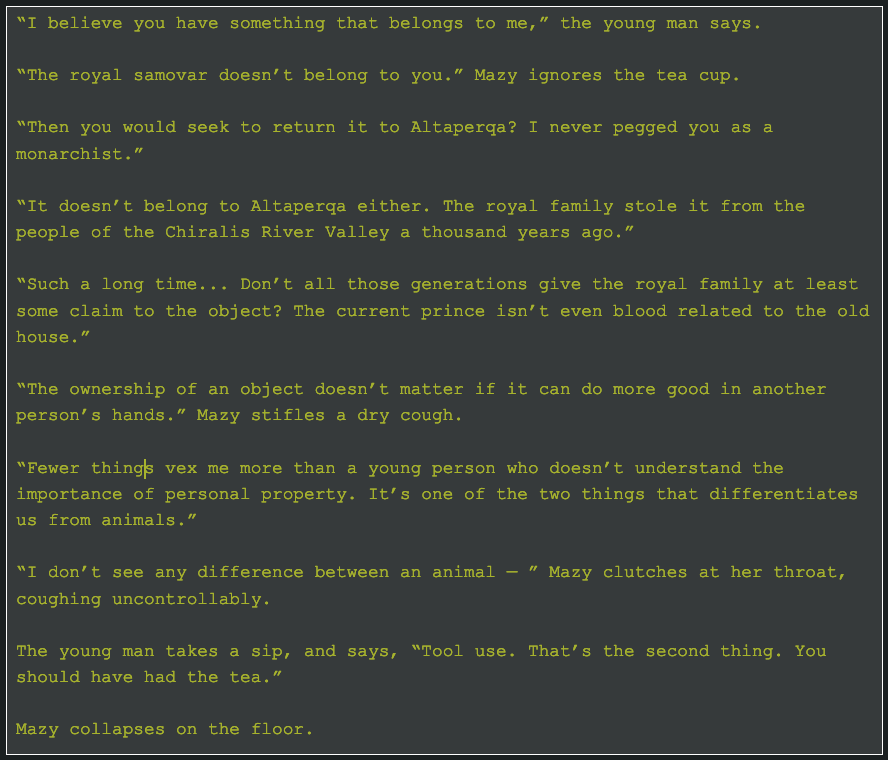 “I believe you have something that belongs to me,” the young man says.
“The royal samovar doesn’t belong to you.” Mazy ignores the tea cup.
“Then you would seek to return it to Altaperqa? I never pegged you as a
monarchist.”
“It doesn’t belong to Altaperqa either. The royal family stole it from the
people of the Chiralis River Valley a thousand years ago.”
“Such a long time... Don’t all those generations give the royal family at least
some claim to the object? The current prince isn’t even blood related to the old
house.”
“The ownership of an object doesn’t matter if it can do more good in another
person’s hands.” Mazy stifles a dry cough.
“Fewer things vex me more than a young person who doesn’t understand the
importance of personal property. It’s one of the two things that differentiates
us from animals.”
“I don’t see any difference between an animal — ” Mazy clutches at her throat,
coughing uncontrollably.
The young man takes a sip, and says, “Tool use. That’s the second thing. You
should have had the tea.”
Mazy collapses on the floor.